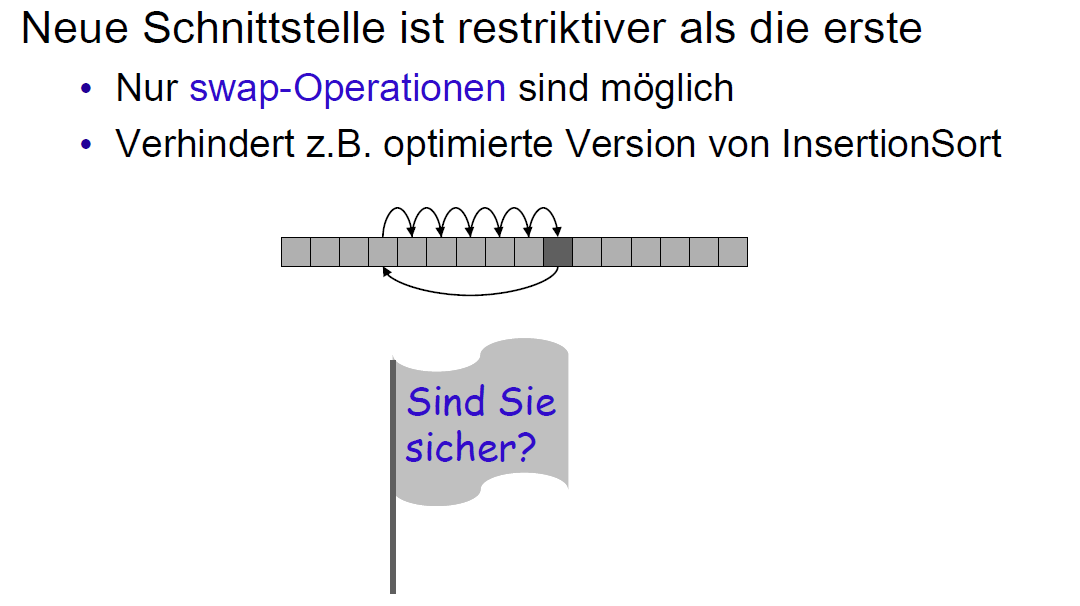 Neue Schnittstelle ist restriktiver als die erste
• Nur swap-Operationen sind möglich
• Verhindert z.B. optimierte Version von InsertionSort
Sind Sie
sicher?